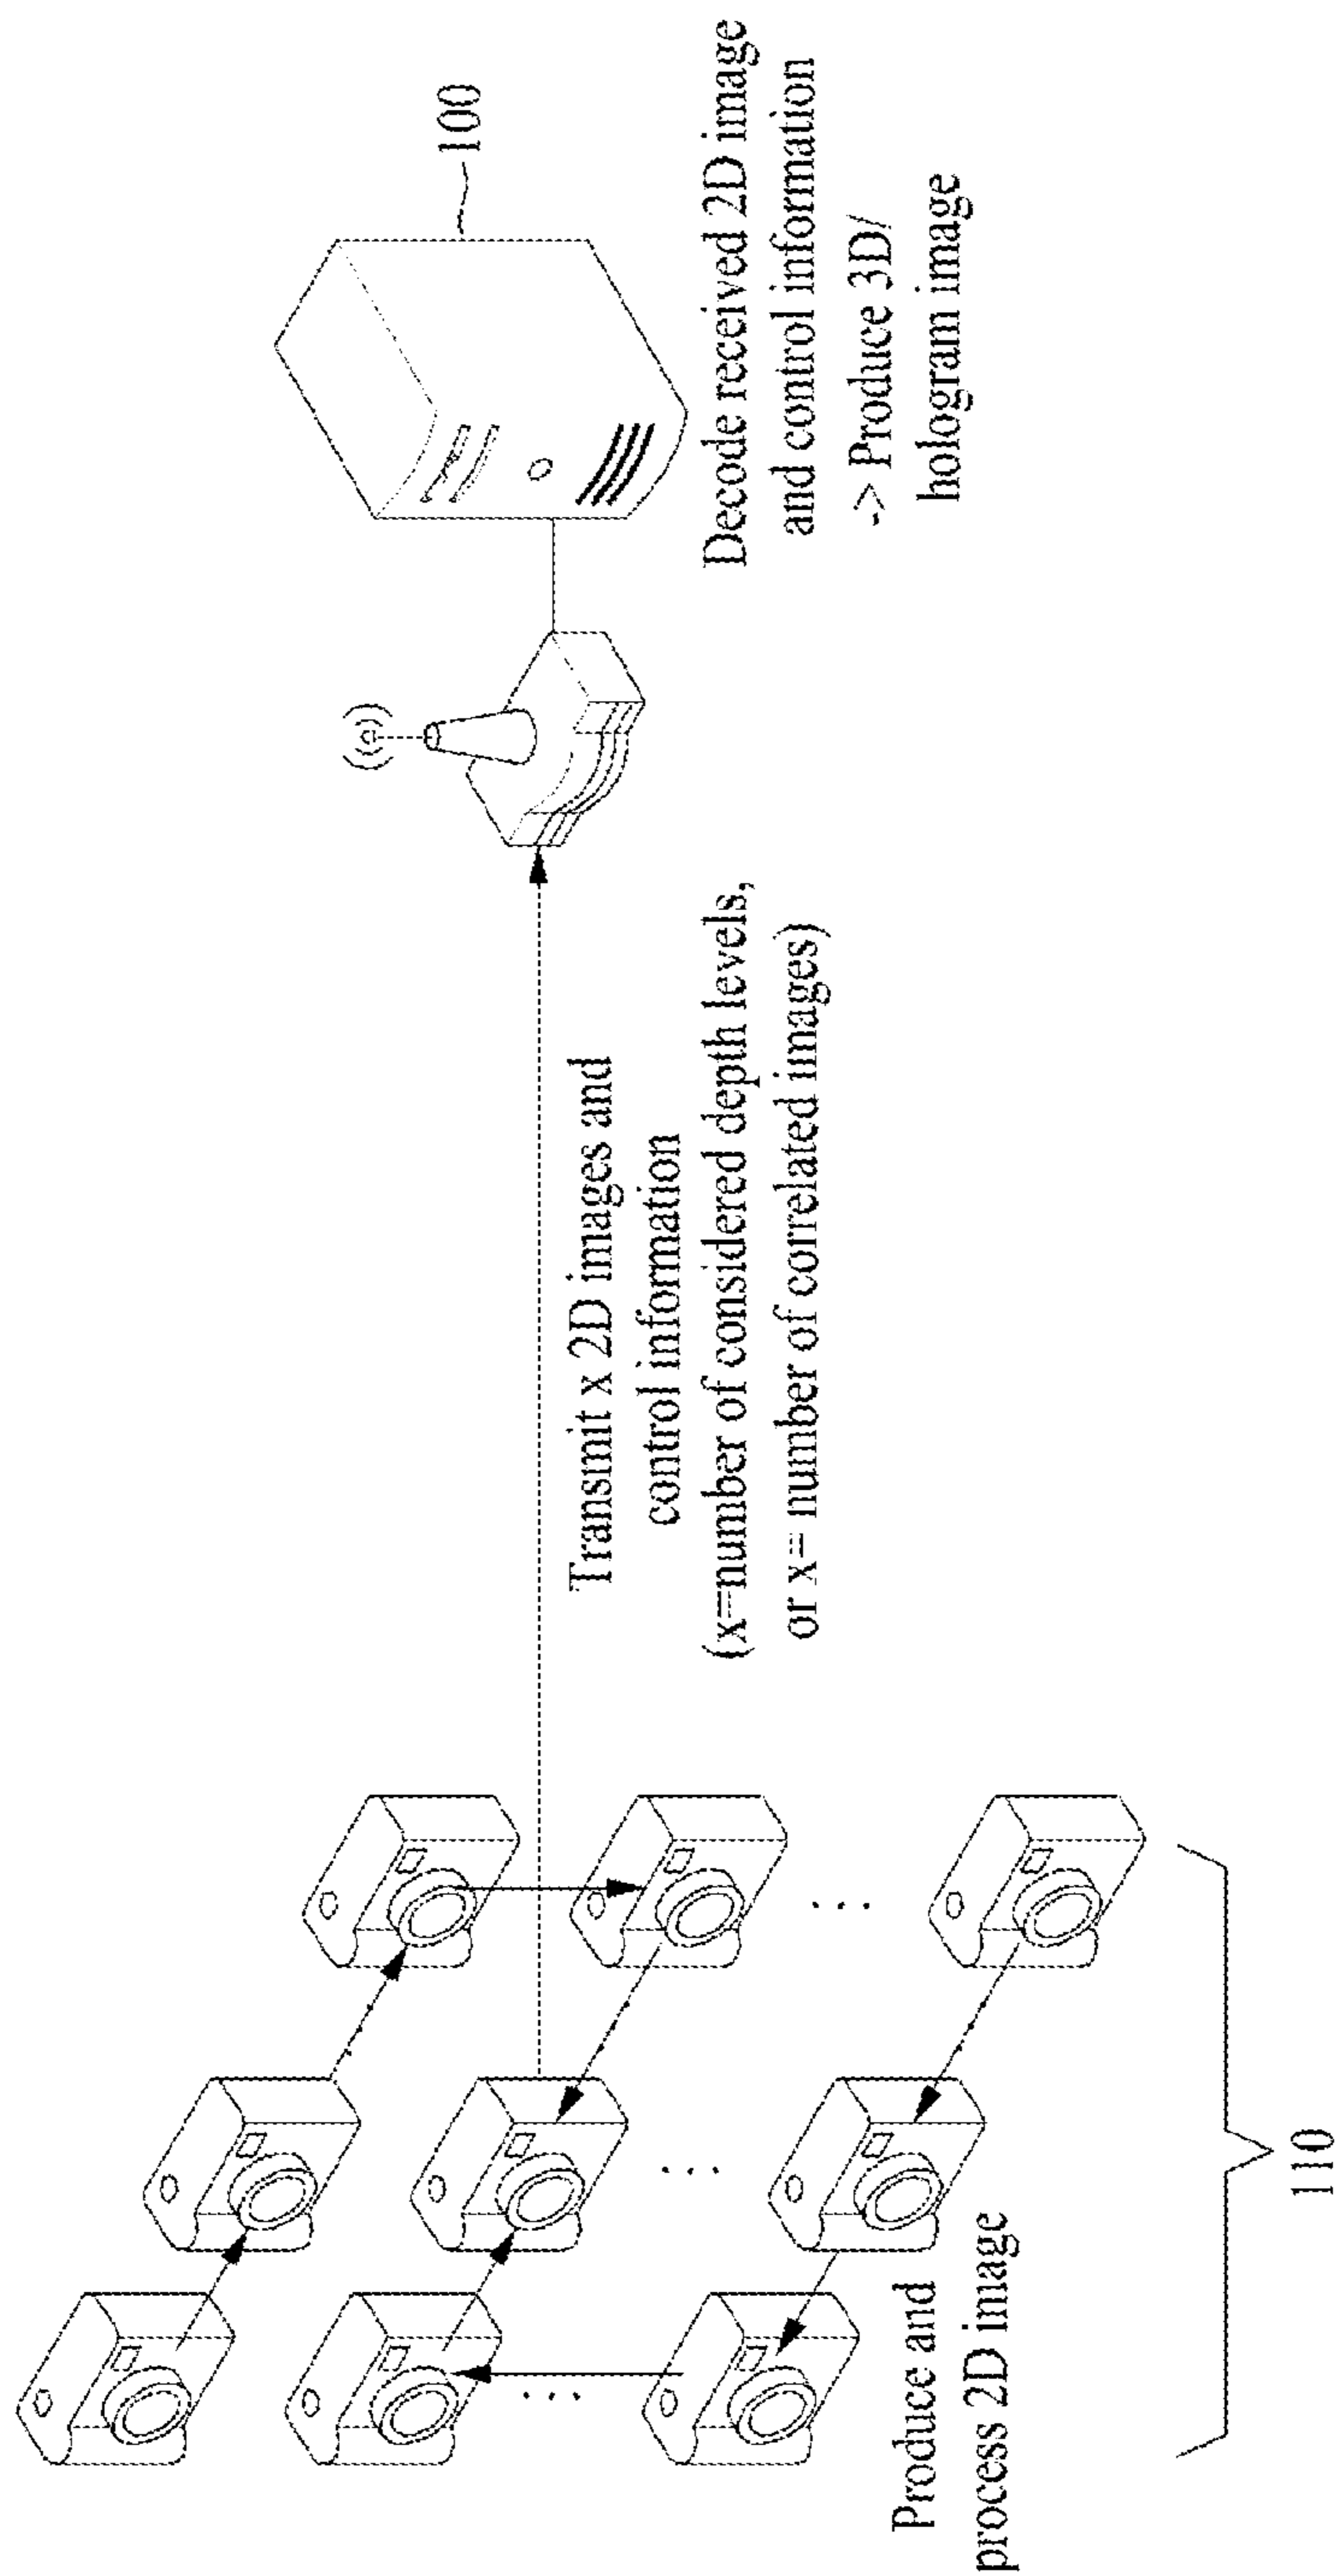 Produce and
process 2D image
110
Transmit x 2D images and
control information
(x=number of considered depth levels,
or x= number of correlated images)
100
Decode received 2D image
and control information
-> Produce 3D/
hologram image